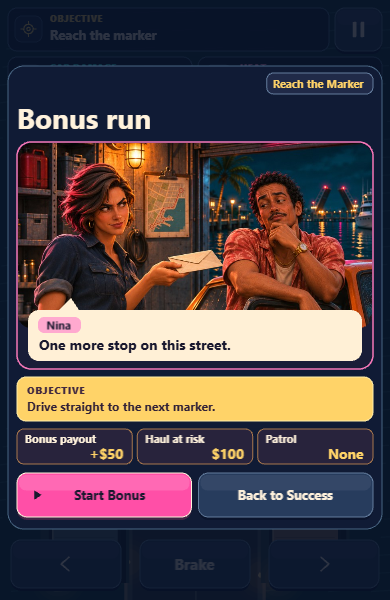 OBJECTIVE
Reach the marker
Reach the Marker
Bonus run
Nina
One more stop on this street.
OBJECTIVE
Drive straight to the next marker.
Bonus payout
+$50
Haul at risk
$100
Patrol
None
Start Bonus
Back to Success
Brake